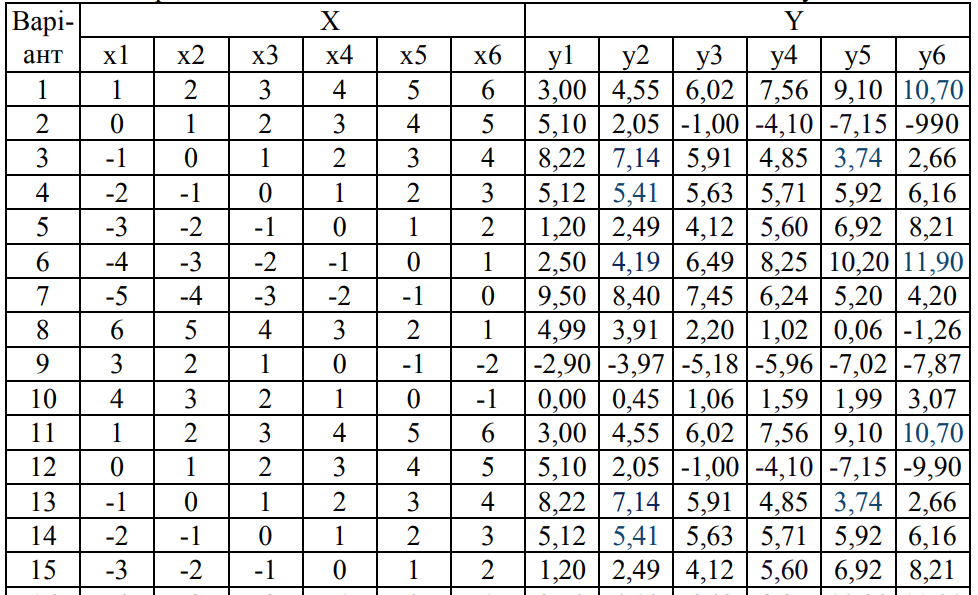 Варі-
ант X Y
x1 x2 x3 x4 x5 x6 y1 y2 y3 y4 y5 y6
1 1 2 3 4 5 6 3,00 4,55 6,02 7,56 9,10 10,70
2 0 1 2 3 4 5 5,10 2,05 -1,00 -4,10 -7,15 -990
3 -1 0 1 2 3 4 8,22 7,14 5,91 4,85 3,74 2,66
4 -2 -1 0 1 2 3 5,12 5,41 5,63 5,71 5,92 6,16
5 -3 -2 -1 0 1 2 1,20 2,49 4,12 5,60 6,92 8,21
6 -4 -3 -2 -1 0 1 2,50 4,19 6,49 8,25 10,20 11,90
7 -5 -4 -3 -2 -1 0 9,50 8,40 7,45 6,24 5,20 4,20
8 6 5 4 3 2 1 4,99 3,91 2,20 1,02 0,06 -1,26
9 3 2 1 0 -1 -2 -2,90 -3,97 -5,18 -5,96 -7,02 -7,87
10 4 3 2 1 0 -1 0,00 0,45 1,06 1,59 1,99 3,07
11 1 2 3 4 5 6 3,00 4,55 6,02 7,56 9,10 10,70
12 0 1 2 3 4 5 5,10 2,05 -1,00 -4,10 -7,15 -9,90
13 -1 0 1 2 3 4 8,22 7,14 5,91 4,85 3,74 2,66
14 -2 -1 0 1 2 3 5,12 5,41 5,63 5,71 5,92 6,16
15 -3 -2 -1 0 1 2 1,20 2,49 4,12 5,60 6,92 8,21